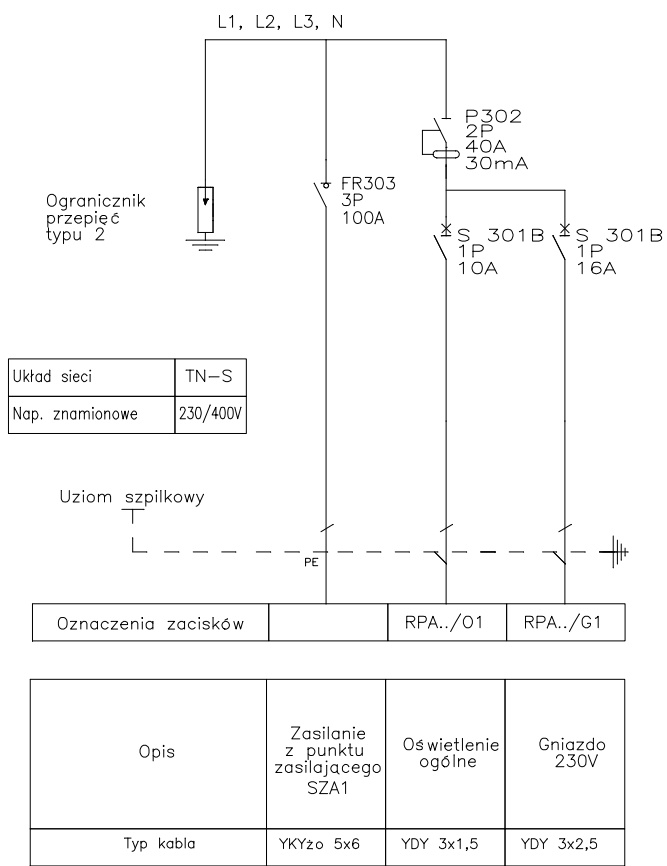 L1, L2, L3, N
P302
2P
40A
30mA
FR303
3P
100A
Ogranicznik
przepięć
typu 2
S 301B
1P
10A
S 301B
1P
16A
Układ sieci TN-S
Nap. znamionowe 230/400V
Uziom szpilkowy
PE
Oznaczenia zacisków RPA../O1 RPA../G1
Opis
Zasilanie
z punktu
zasilającego
SZA1
Oświetlenie
ogólne
Gniazdo
230V
Typ kabla YKYżo 5x6 YDY 3x1,5 YDY 3x2,5